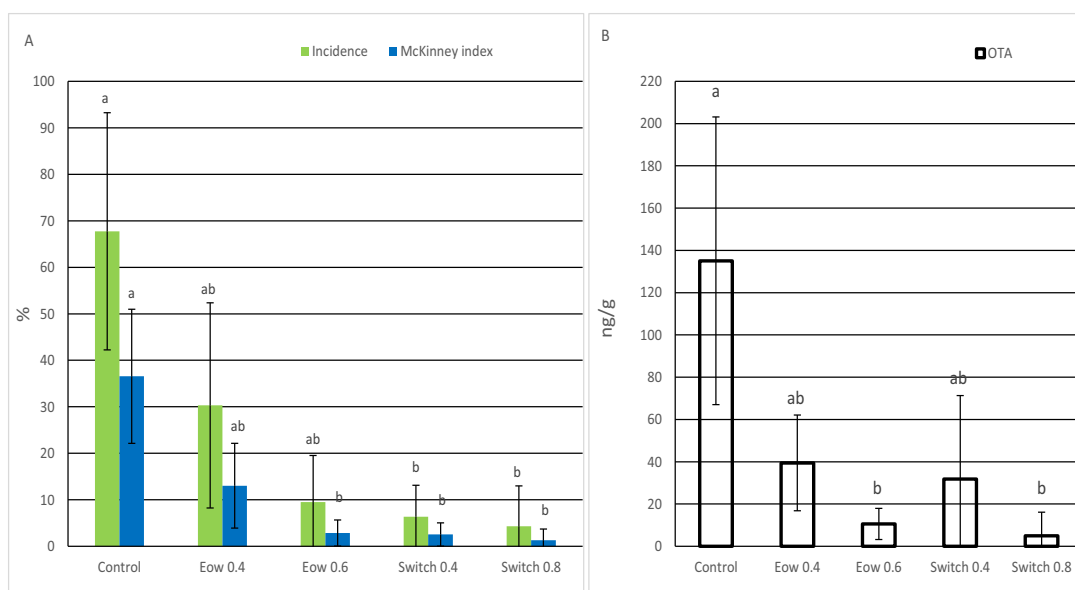 A
Incidence McKinney index
100
90
80
70
60
50
40
30
20
10
0
%
a
a
ab
ab
ab
b
b
b
b
b
Control Eow 0.4 Eow 0.6 Switch 0.4 Switch 0.8
B
OTA
220
200
180
160
140
120
100
80
60
40
20
0
ng/g
a
ab
b
ab
b
Control Eow 0.4 Eow 0.6 Switch 0.4 Switch 0.8